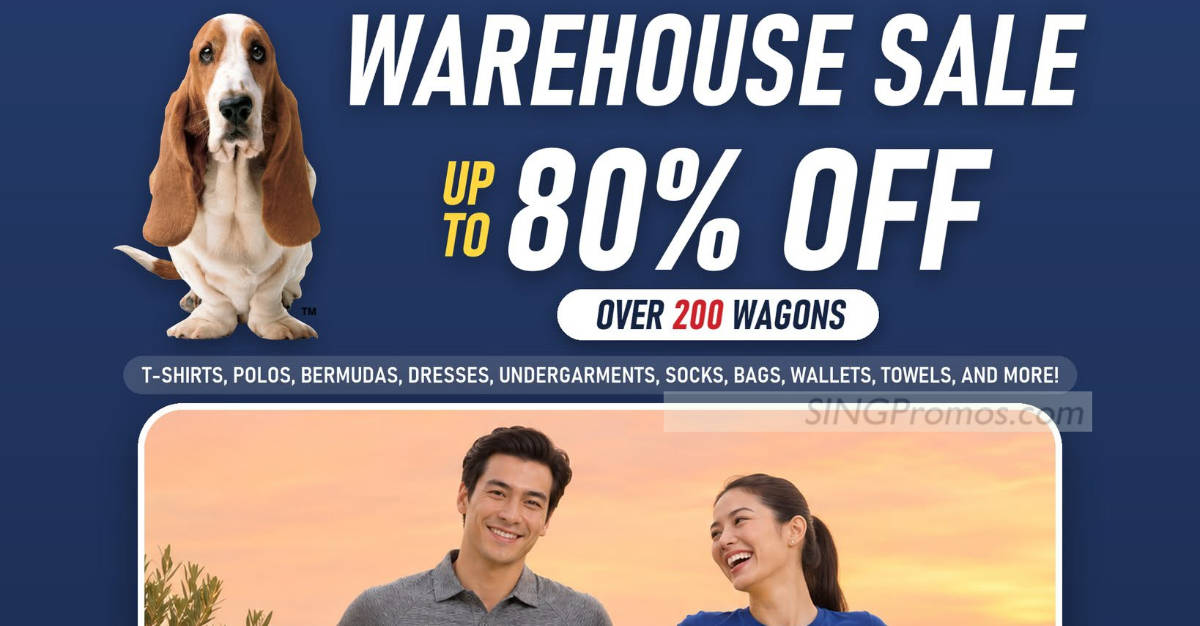 WAREHOUSE SALE
UP TO 80% OFF
OVER 200 WAGONS
T-SHIRTS, POLOS, BERMUDAS, DRESSES, UNDERGARMENTS, SOCKS, BAGS, WALLETS, TOWELS, AND MORE!
TM
SINGPromos.com